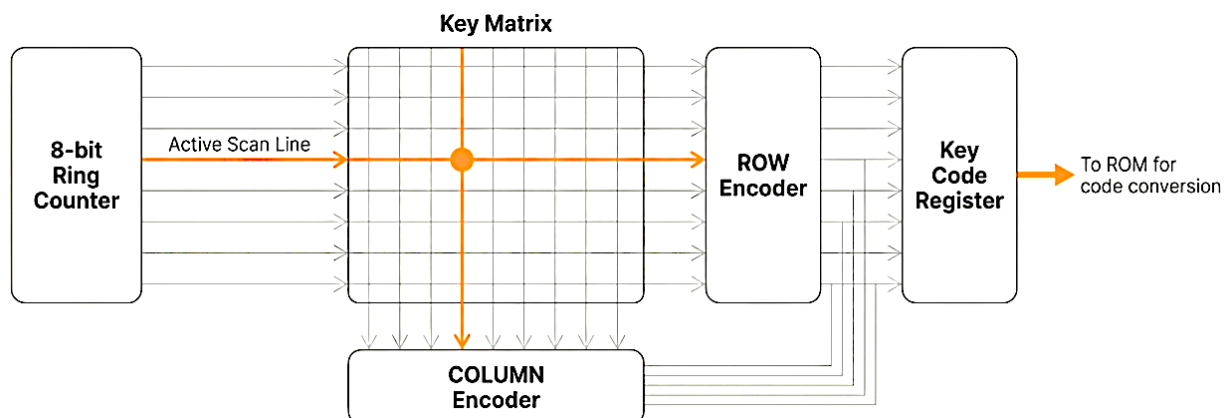 Key Matrix
8-bit
Ring
Counter
Active Scan Line
ROW
Encoder
Key
Code
Register
To ROM for
code conversion
COLUMN
Encoder